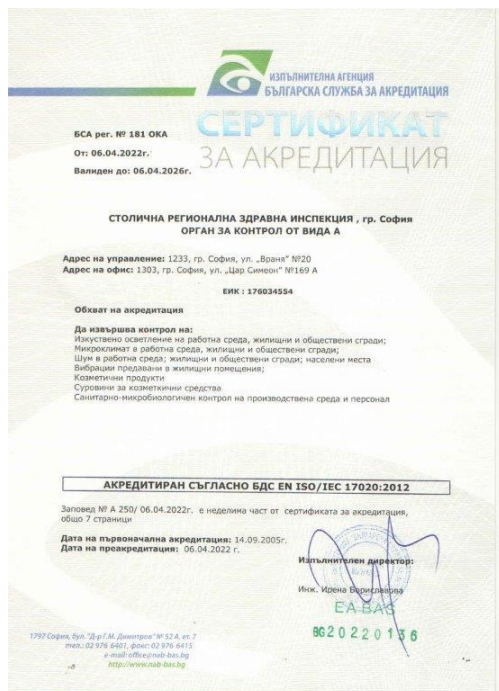 ИЗПЪЛНИТЕЛНА АГЕНЦИЯ
БЪЛГАРСКА СЛУЖБА ЗА АКРЕДИТАЦИЯ
СЕРТИФИКАТ
ЗА АКРЕДИТАЦИЯ
БСА рег. № 181 ОКА
От: 06.04.2022г.
Валиден до: 06.04.2026г.
СТОЛИЧНА РЕГИОНАЛНА ЗДРАВНА ИНСПЕКЦИЯ , гр. София
ОРГАН ЗА КОНТРОЛ ОТ ВИДА А
Адрес на управление: 1233, гр. София, ул. „Враня" №20
Адрес на офис: 1303, гр. София, ул. „Цар Симеон" №169 А
ЕИК : 176034554
Обхват на акредитация
Да извършва контрол на:
Изкуствено осветление на работна среда, жилищни и обществени сгради;
Микроклимат в работна среда, жилищни и обществени сгради;
Шум в работна среда; жилищни и обществени сгради; населени места
Вибрации предавани в жилищни помещения;
Козметични продукти
Суровини за козметкични средства
Санитарно-микробиологичен контрол на производствена среда и персонал
АКРЕДИТИРАН СЪГЛАСНО БДС EN ISO/IEC 17020:2012
Заповед № А 250/ 06.04.2022г. е неделима част от сертификата за акредитация,
общо 7 страници
Дата на първоначална акредитация: 14.09.2005г.
Дата на преакредитация: 06.04.2022 г.
Изпълнителен директор:
Инж. Ирена Бориславова
EA BAS
BG20220136
1797 София, бул. "Д-р Г.М. Димитров" № 52 А, ет. 7
тел.: 02 976 6401, факс: 02 976 6415
e-mail: office@nab-bas.bg
http://www.nab-bas.bg